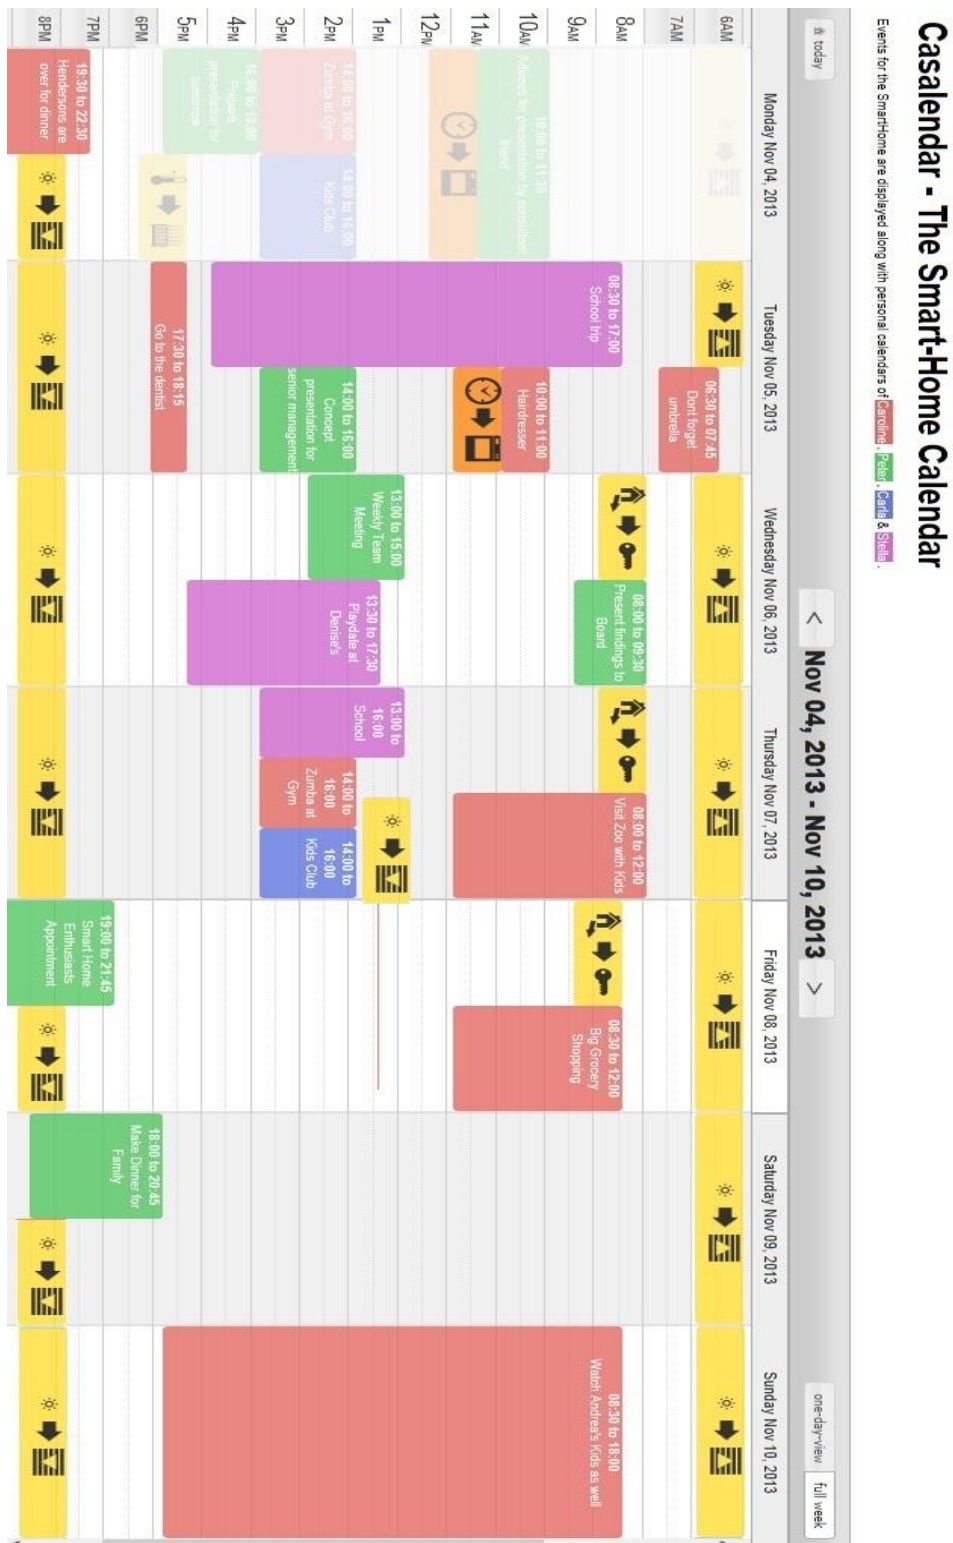 Casalendar - The Smart-Home Calendar
Events for the SmartHome are displayed along with personal calendars of Caroline , Peter , Carla & Stella .
today
<
Nov 04, 2013 - Nov 10, 2013
>
one-day-view
full week
Monday Nov 04, 2013
Tuesday Nov 05, 2013
Wednesday Nov 06, 2013
Thursday Nov 07, 2013
Friday Nov 08, 2013
Saturday Nov 09, 2013
Sunday Nov 10, 2013
6AM
7AM
8AM
9AM
10AM
11AM
12PM
1PM
2PM
3PM
4PM
5PM
6PM
7PM
8PM
10:00 to 11:30
Advices for presentation by consultant
friend
14:00 to 16:00
Zumba at Gym
14:00 to 16:00
Kids Club
16:00 to 18:00
Prepare
presentation for
tomorrow
19:30 to 22:30
Hendersons are
over for dinner
08:30 to 17:00
School trip
06:30 to 07:45
Dont forget
umbrella
10:00 to 11:00
Hairdresser
14:00 to 16:00
Concept
presentation for
senior management
17:30 to 18:15
Go to the dentist
08:00 to 09:30
Present findings to
Board
13:00 to 15:00
Weekly Team
Meeting
13:30 to 17:30
Playdate at
Denise's
08:00 to 12:00
Visit Zoo with Kids
13:00 to
16:00
School
14:00 to
16:00
Zumba at
Gym
14:00 to
16:00
Kids Club
08:30 to 12:00
Big Grocery
Shopping
19:00 to 21:45
Smart Home
Enthusiasts
Appointment
18:00 to 20:45
Make Dinner for
Family
08:30 to 18:00
Watch Andrea's Kids as well